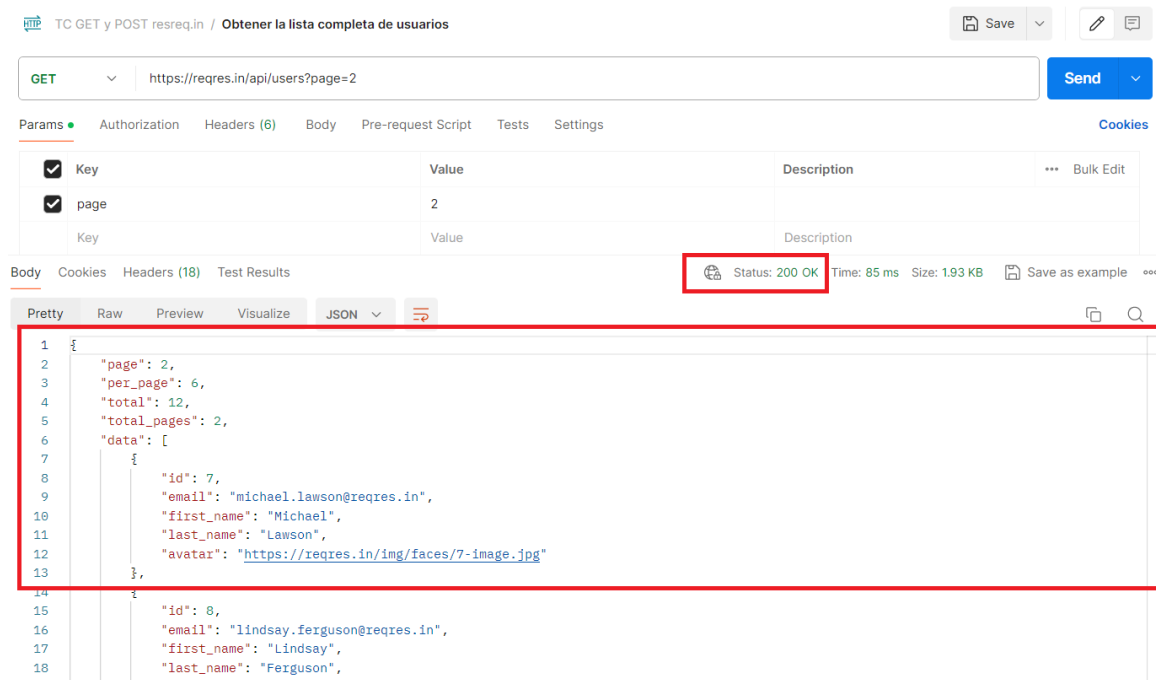 HTTP TC GET y POST resreq.in / Obtener la lista completa de usuarios Save
GET https://reqres.in/api/users?page=2 Send
Params Authorization Headers (6) Body Pre-request Script Tests Settings Cookies
Key Value Description ••• Bulk Edit
page 2
Key Value Description
Body Cookies Headers (18) Test Results Status: 200 OK Time: 85 ms Size: 1.93 KB Save as example
Pretty Raw Preview Visualize JSON
1 {
2 "page": 2,
3 "per_page": 6,
4 "total": 12,
5 "total_pages": 2,
6 "data": [
7 {
8 "id": 7,
9 "email": "michael.lawson@reqres.in",
10 "first_name": "Michael",
11 "last_name": "Lawson",
12 "avatar": "https://reqres.in/img/faces/7-image.jpg"
13 },
14 {
15 "id": 8,
16 "email": "lindsay.ferguson@reqres.in",
17 "first_name": "Lindsay",
18 "last_name": "Ferguson",